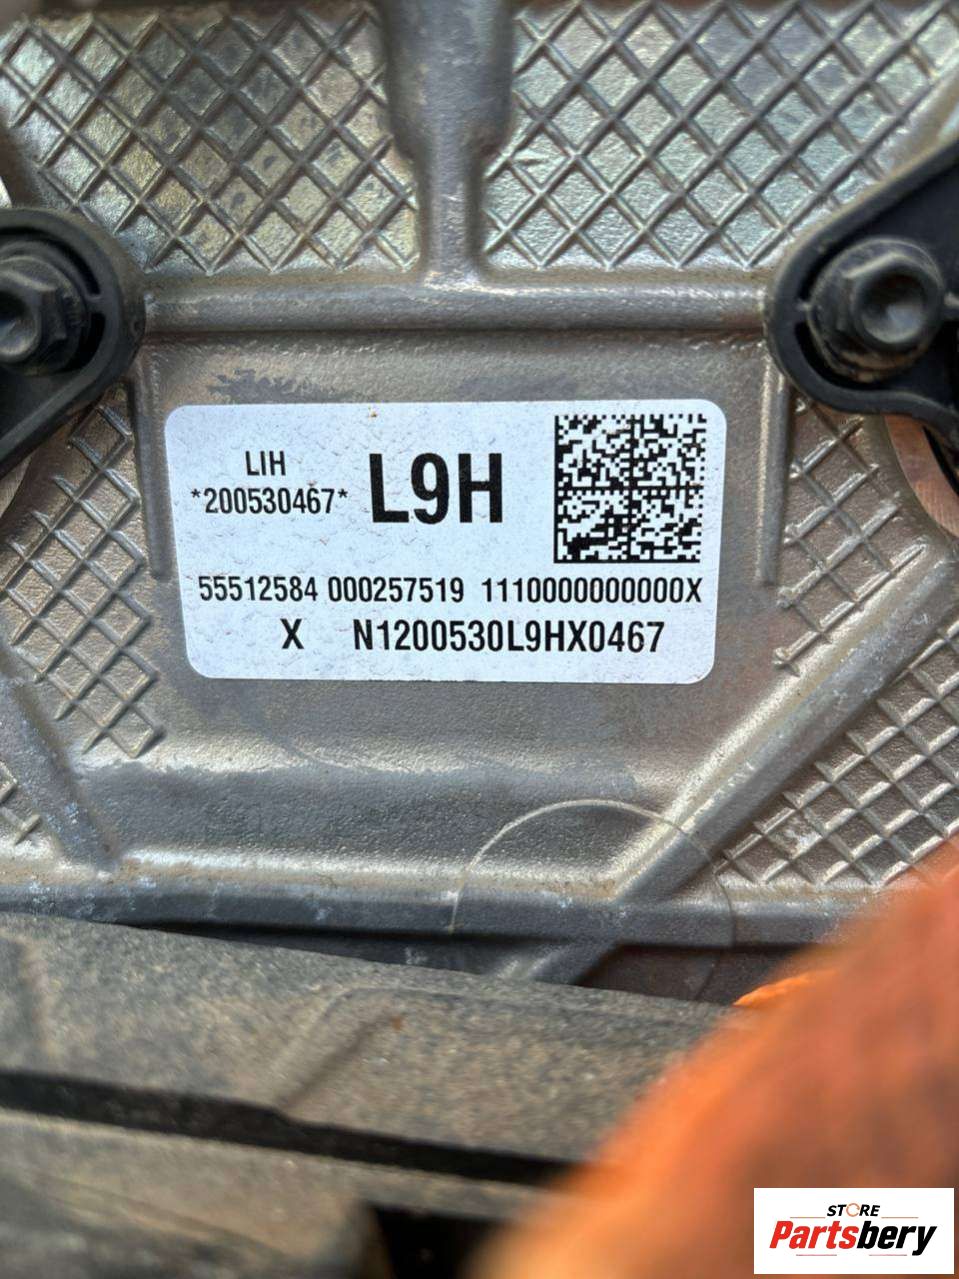 LIH
*200530467* L9H
55512584 000257519 1110000000000X
X N1200530L9HX0467
STORE
Partsbery